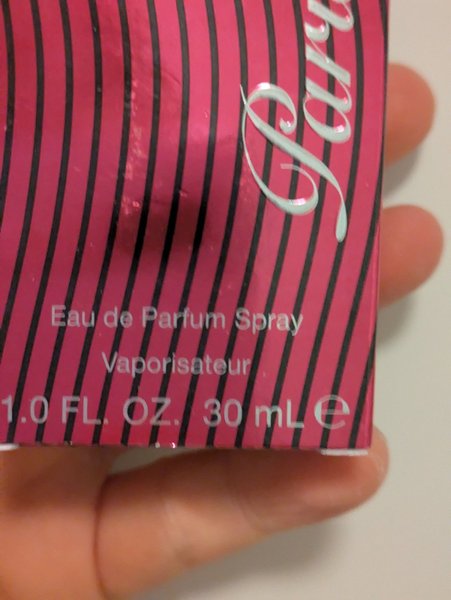 Eau de Parfum Spray
Vaporisateur
1.0 FL. OZ. 30 mL ℮